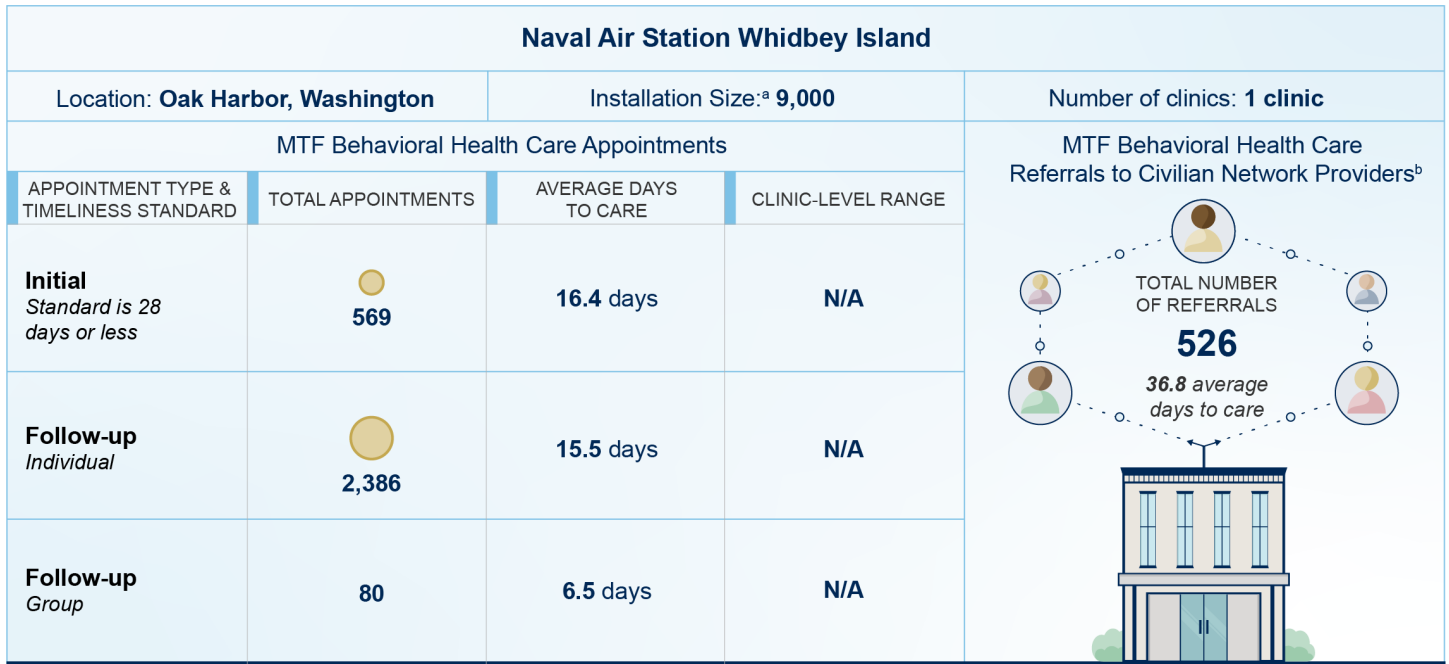 Naval Air Station Whidbey Island
Location: Oak Harbor, Washington
Installation Size:ᵃ 9,000
Number of clinics: 1 clinic
MTF Behavioral Health Care Appointments
APPOINTMENT TYPE &
TIMELINESS STANDARD
TOTAL APPOINTMENTS
AVERAGE DAYS
TO CARE
CLINIC-LEVEL RANGE
Initial
Standard is 28
days or less
569
16.4 days
N/A
Follow-up
Individual
2,386
15.5 days
N/A
Follow-up
Group
80
6.5 days
N/A
MTF Behavioral Health Care
Referrals to Civilian Network Providersᵇ
TOTAL NUMBER
OF REFERRALS
526
36.8 average
days to care